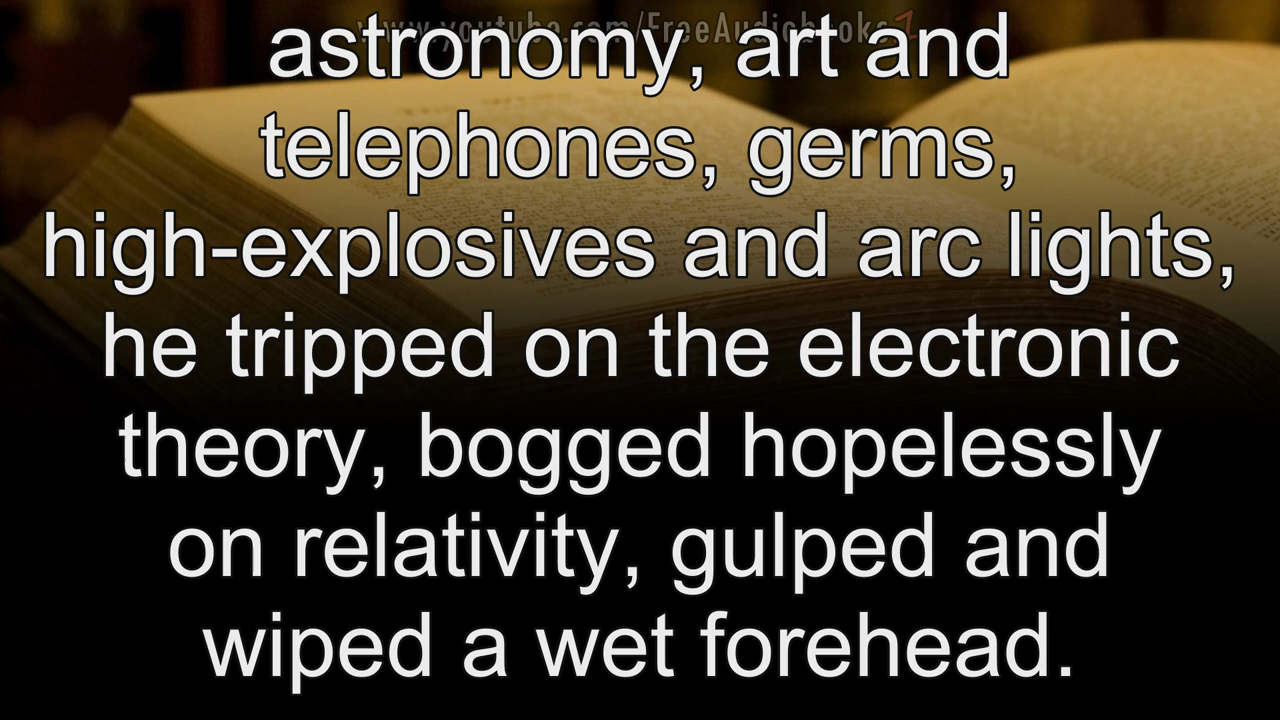 www.youtube.com/FreeAudiobooks
astronomy, art and
telephones, germs,
high-explosives and arc lights,
he tripped on the electronic
theory, bogged hopelessly
on relativity, gulped and
wiped a wet forehead.